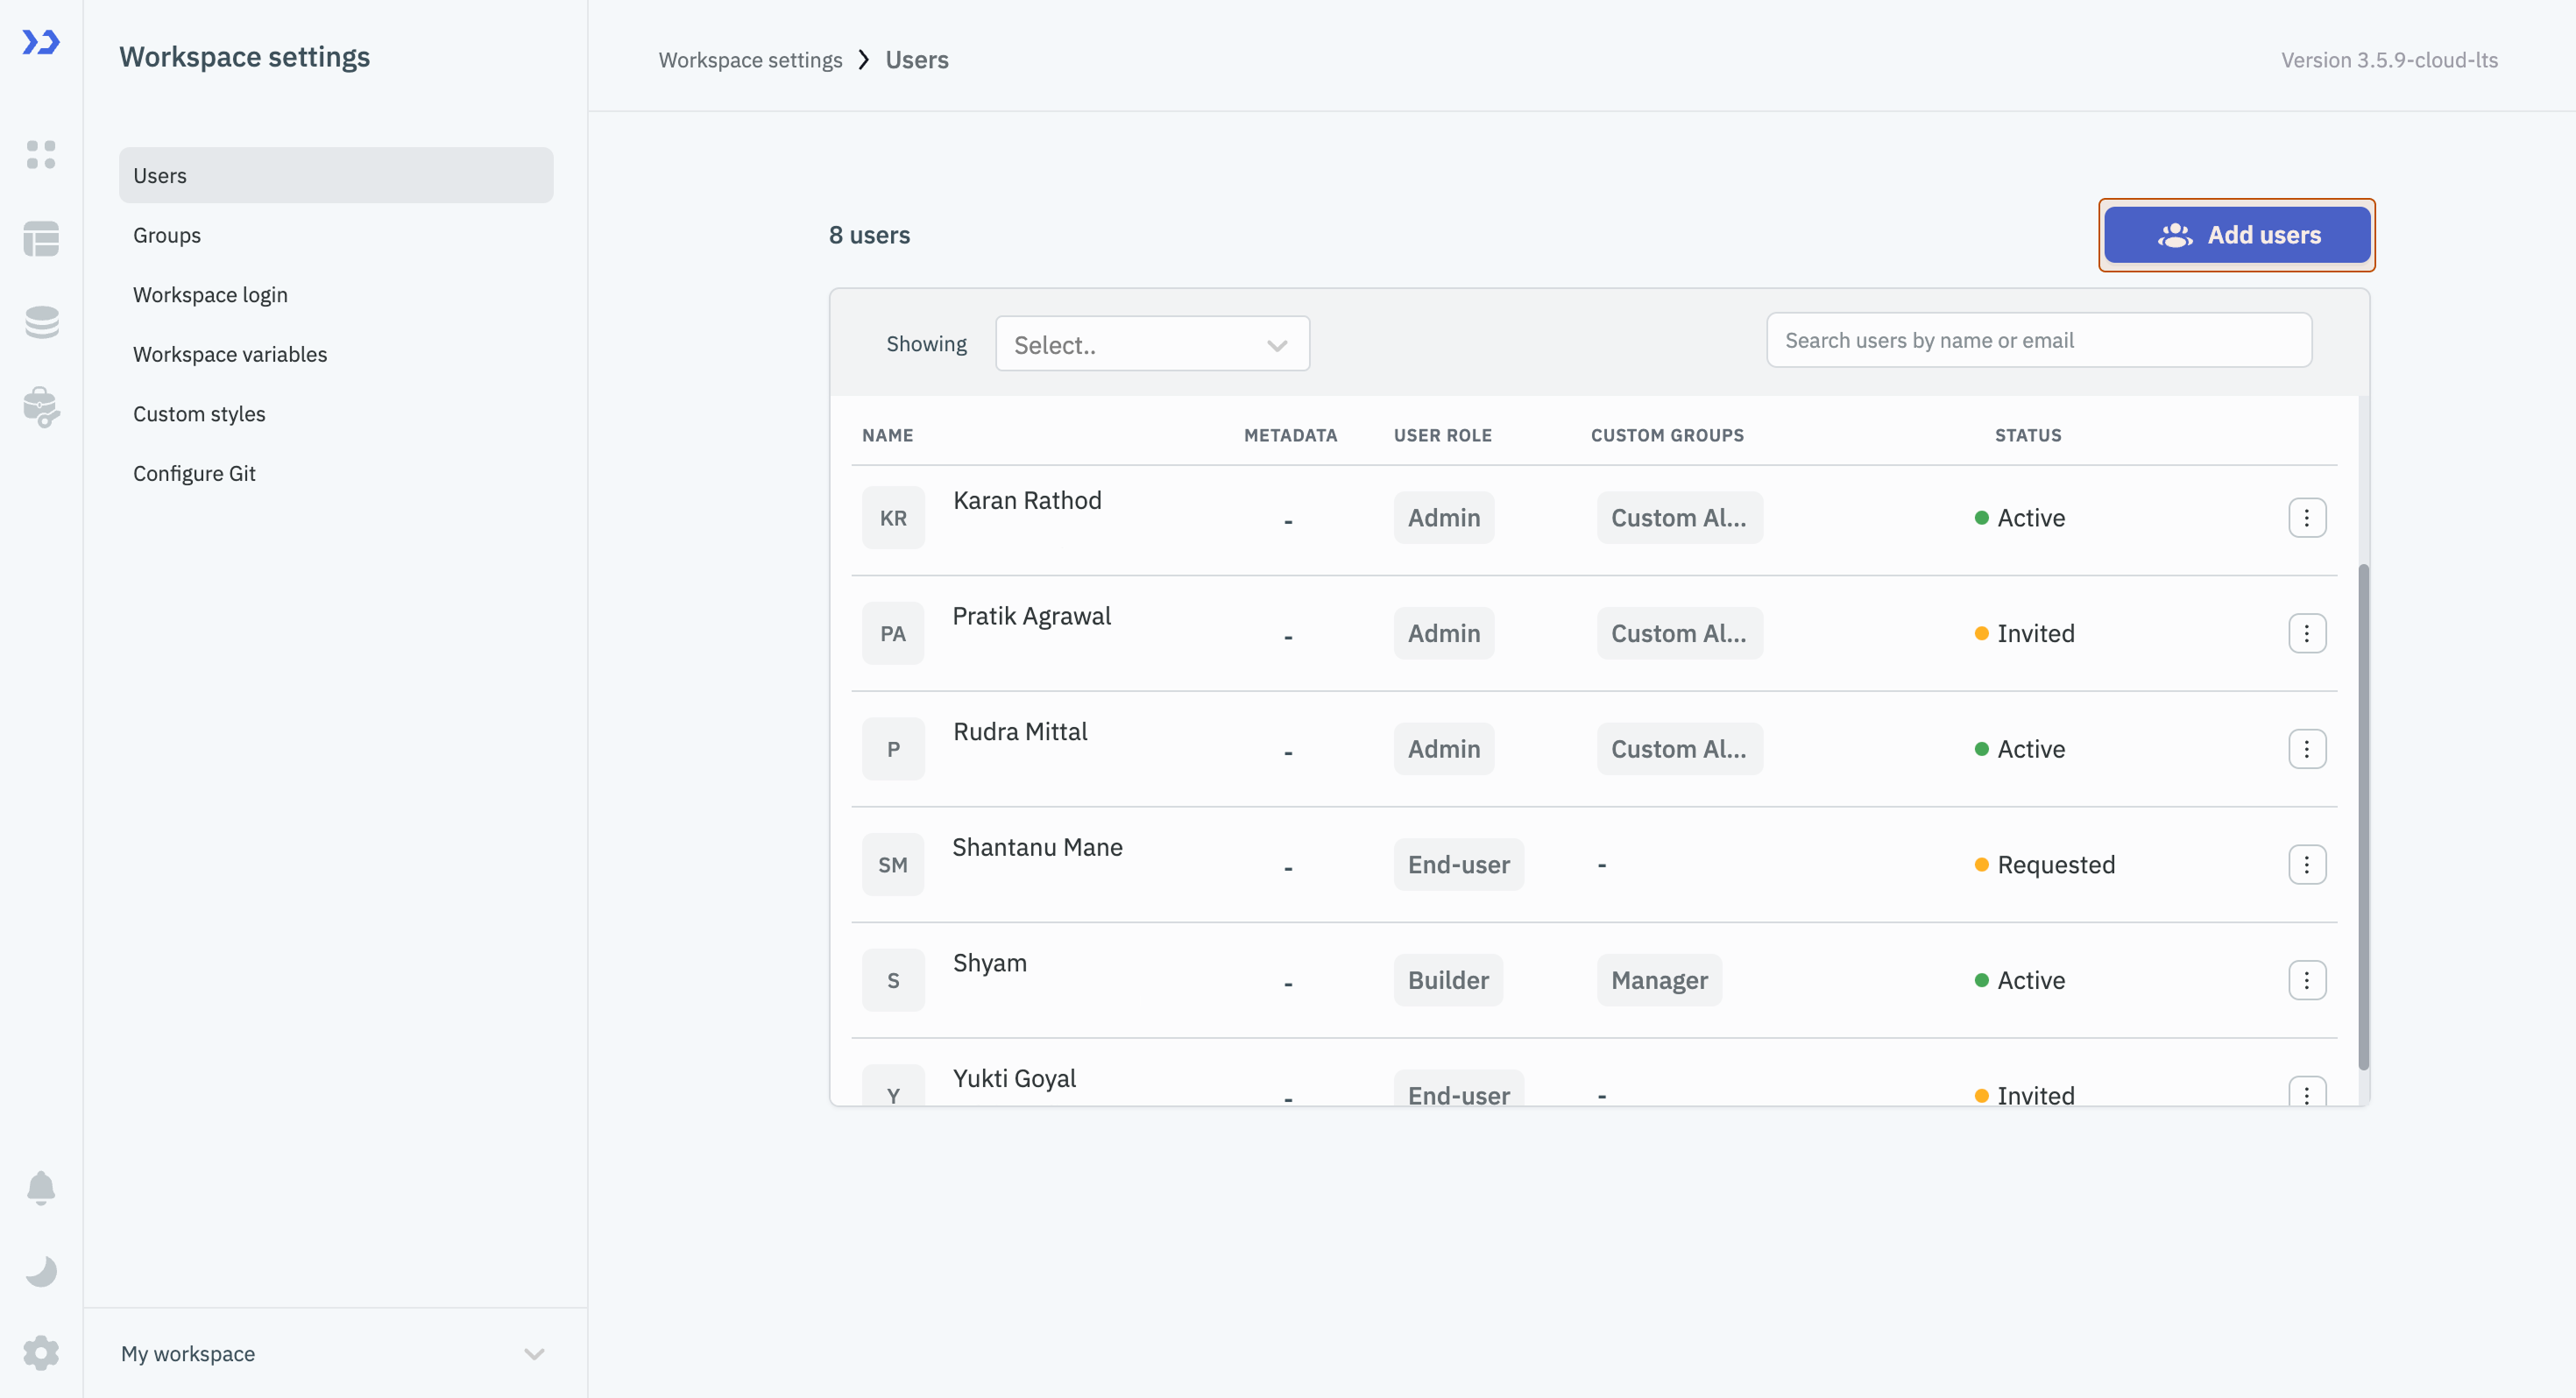 Workspace settings
Users
Groups
Workspace login
Workspace variables
Custom styles
Configure Git
My workspace
Workspace settings Users
Version 3.5.9-cloud-lts
8 users
Add users
Showing Select.. Search users by name or email
NAME METADATA USER ROLE CUSTOM GROUPS STATUS
KR Karan Rathod - Admin Custom Al... Active
PA Pratik Agrawal - Admin Custom Al... Invited
P Rudra Mittal - Admin Custom Al... Active
SM Shantanu Mane - End-user - Requested
S Shyam - Builder Manager Active
Y Yukti Goyal - End-user - Invited